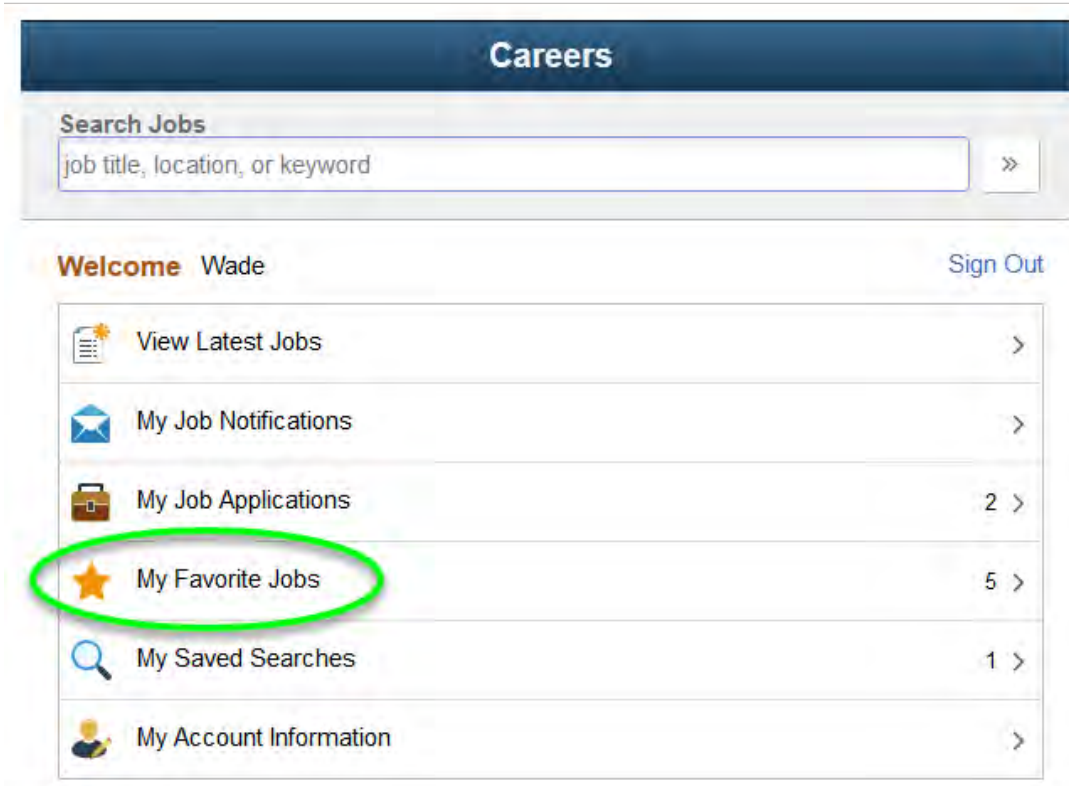 Careers
Search Jobs
job title, location, or keyword
»
Welcome Wade Sign Out
View Latest Jobs >
My Job Notifications >
My Job Applications 2 >
My Favorite Jobs 5 >
My Saved Searches 1 >
My Account Information >